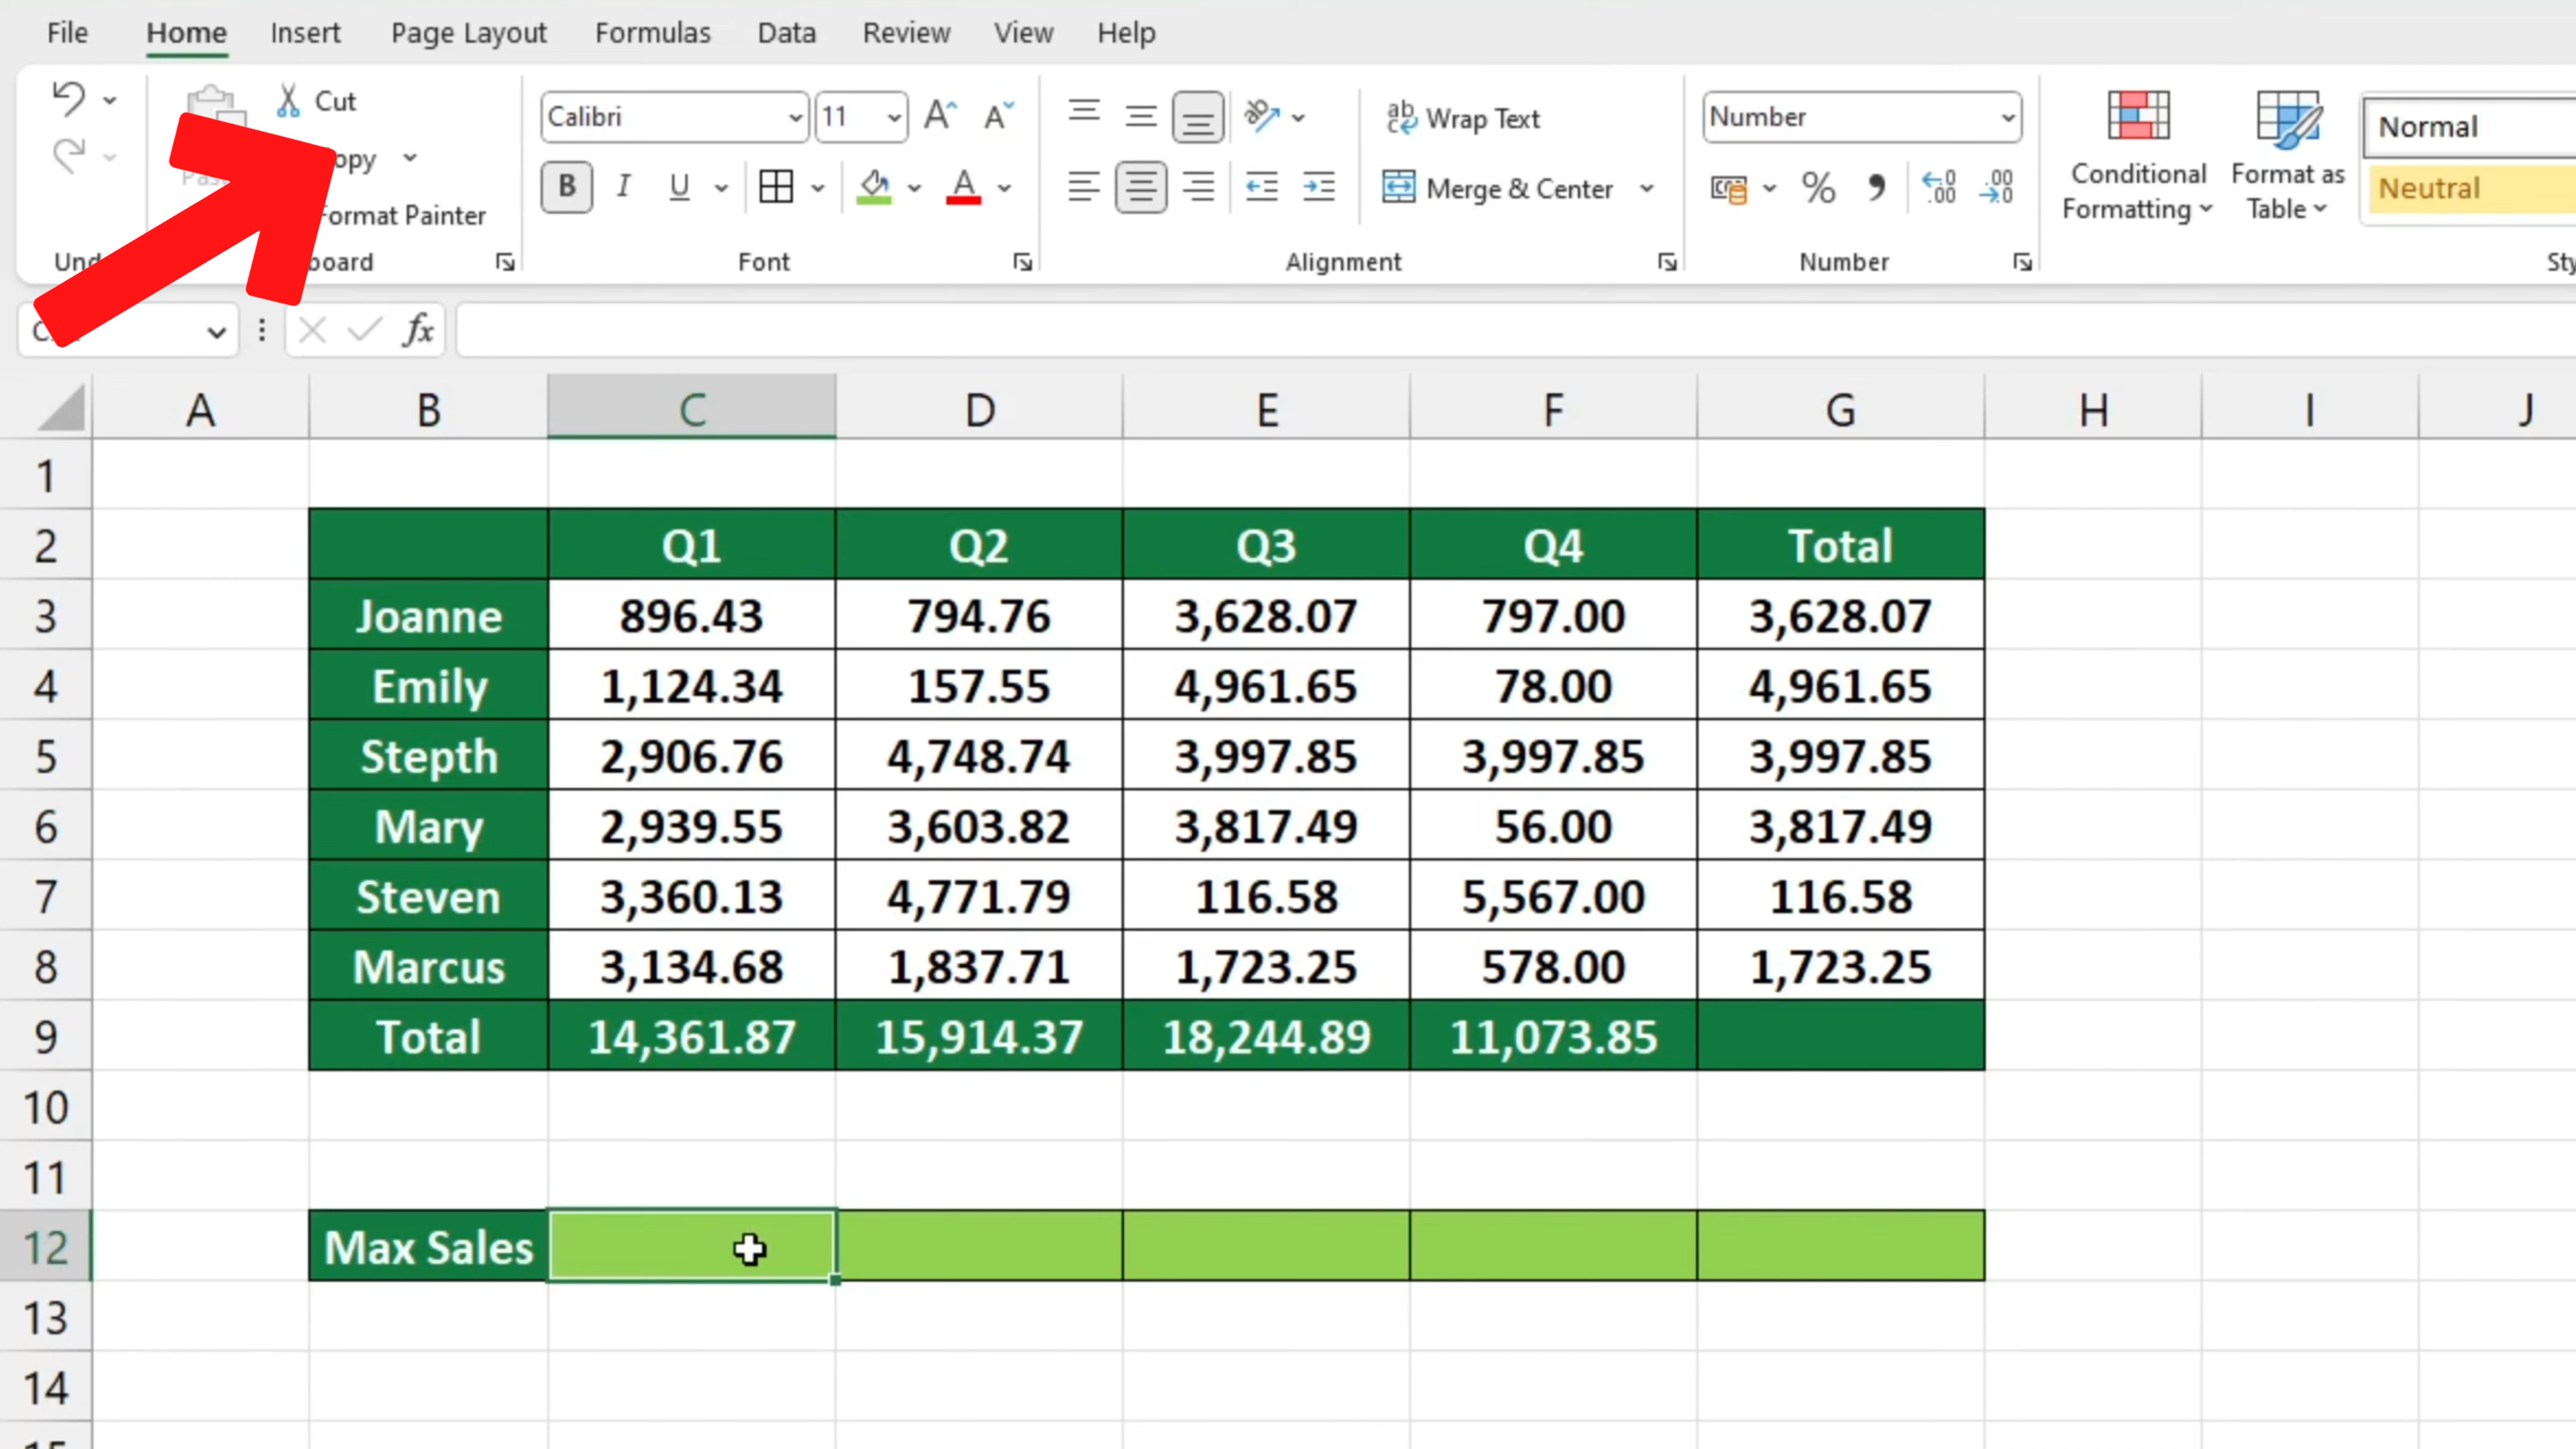 File Home Insert Page Layout Formulas Data Review View Help
Cut
Calibri 11
Wrap Text
Number
Normal
opy
B I U
Merge & Center
Conditional Formatting
Format as Table
Neutral
ormat Painter
Und
board
Font
Alignment
Number
Sty
fx
A B C D E F G H I J
1
2 Q1 Q2 Q3 Q4 Total
3 Joanne 896.43 794.76 3,628.07 797.00 3,628.07
4 Emily 1,124.34 157.55 4,961.65 78.00 4,961.65
5 Stepth 2,906.76 4,748.74 3,997.85 3,997.85 3,997.85
6 Mary 2,939.55 3,603.82 3,817.49 56.00 3,817.49
7 Steven 3,360.13 4,771.79 116.58 5,567.00 116.58
8 Marcus 3,134.68 1,837.71 1,723.25 578.00 1,723.25
9 Total 14,361.87 15,914.37 18,244.89 11,073.85
10
11
12 Max Sales
13
14